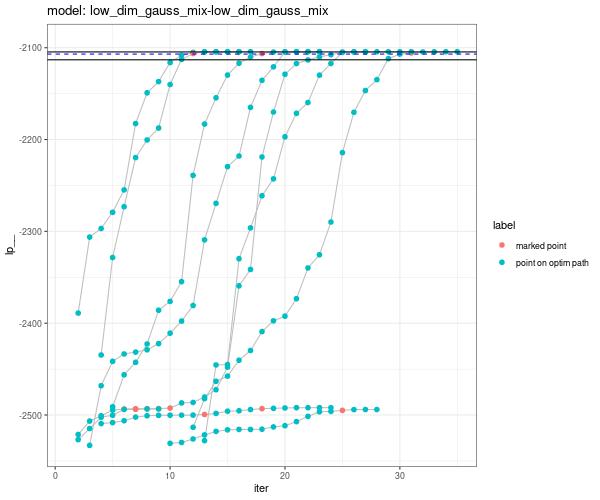 model: low_dim_gauss_mix-low_dim_gauss_mix
-2100
-2200
-2300
-2400
-2500
lp__
0
10
20
30
iter
label
marked point
point on optim path